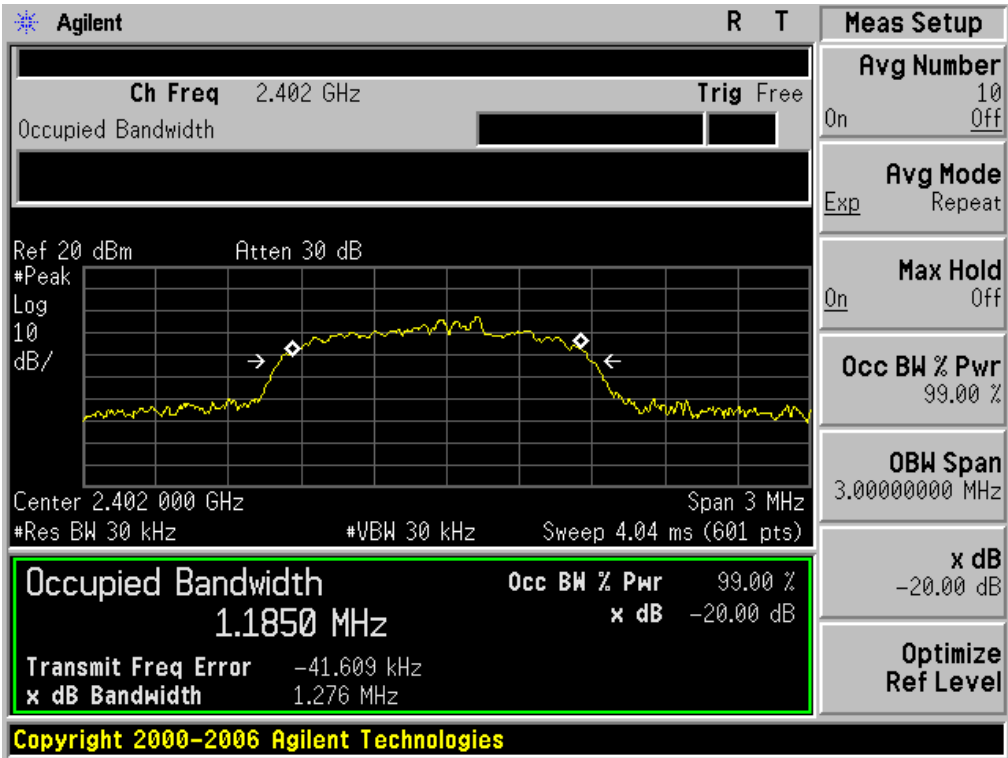 Agilent R T
Ch Freq 2.402 GHz Trig Free
Occupied Bandwidth
Ref 20 dBm Atten 30 dB
#Peak
Log
10
dB/
Center 2.402 000 GHz Span 3 MHz
#Res BW 30 kHz #VBW 30 kHz Sweep 4.04 ms (601 pts)
Occupied Bandwidth Occ BW % Pwr 99.00 %
1.1850 MHz x dB -20.00 dB
Transmit Freq Error -41.609 kHz
x dB Bandwidth 1.276 MHz
Copyright 2000-2006 Agilent Technologies
Meas Setup
Avg Number
10
On Off
Avg Mode
Exp Repeat
Max Hold
On Off
Occ BW % Pwr
99.00 %
OBW Span
3.00000000 MHz
x dB
-20.00 dB
Optimize
Ref Level